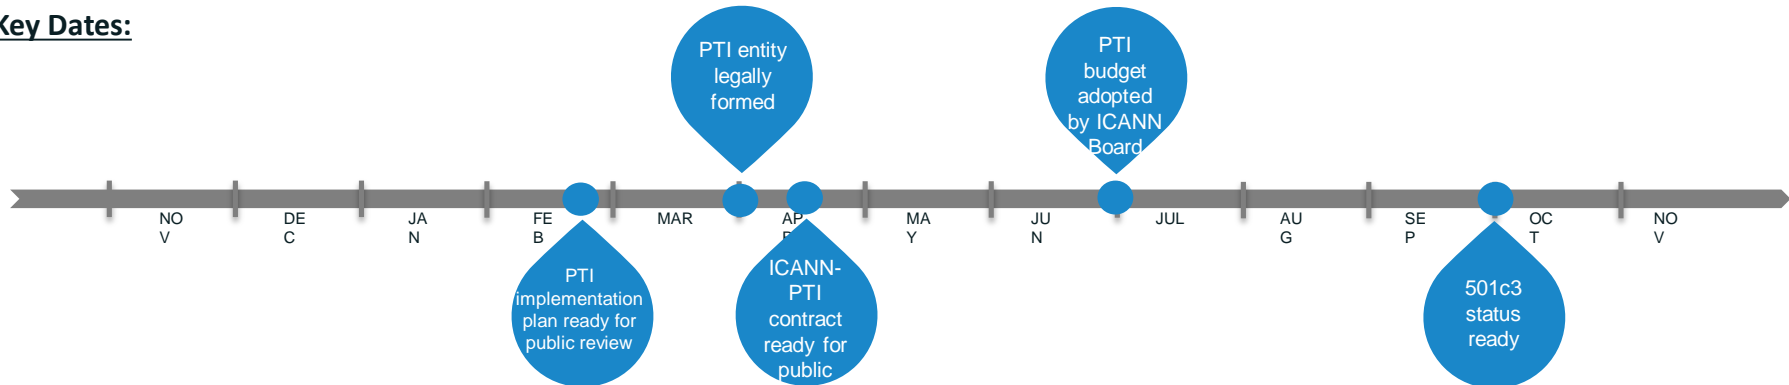 Key Dates:
PTI entity
legally
formed
PTI
budget
adopted
by ICANN
Board
NO
V
DE
C
JA
N
FE
B
MAR
AP
MA
Y
JU
N
JUL
AU
G
SE
P
OC
T
NO
V
PTI
implementation
plan ready for
public review
ICANN-
PTI
contract
ready for
public
501c3
status
ready